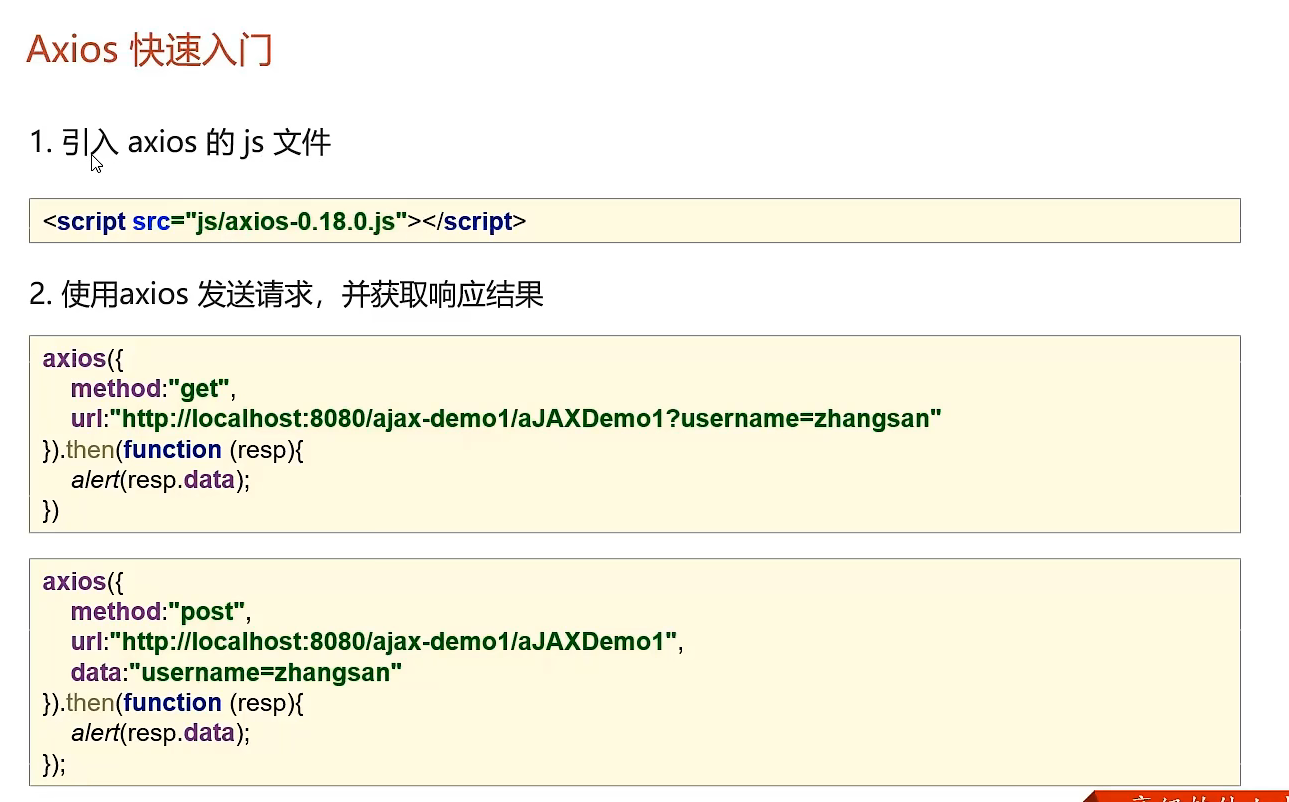 Axios 快速入门
1. 引入 axios 的 js 文件
<script src="js/axios-0.18.0.js"></script>
2. 使用axios 发送请求，并获取响应结果
axios({
    method:"get",
    url:"http://localhost:8080/ajax-demo1/aJAXDemo1?username=zhangsan"
}).then(function (resp){
    alert(resp.data);
})
axios({
    method:"post",
    url:"http://localhost:8080/ajax-demo1/aJAXDemo1",
    data:"username=zhangsan"
}).then(function (resp){
    alert(resp.data);
});